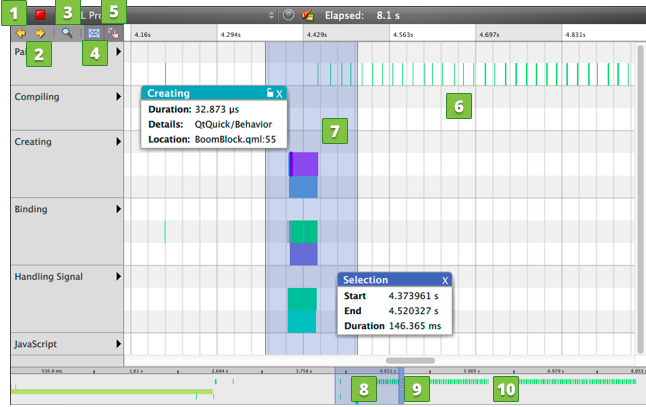 1 3 L Pro 5 Elapsed: 8.1 s
2 4
4.16s 4.294s 4.429s 4.563s 4.697s 4.831s
Pai
Compiling
6
7
Creating X
Duration: 32.873 µs
Details: QtQuick/Behavior
Location: BoomBlock.qml:55
Creating
Binding
Handling Signal
Selection X
Start 4.373961 s
End 4.520327 s
Duration 146.365 ms
JavaScript
536.8ms 1.61 s 2.684 s 3.758 s 4.831 s 5.905 s 6.979 s 8.053 s
8 9 10